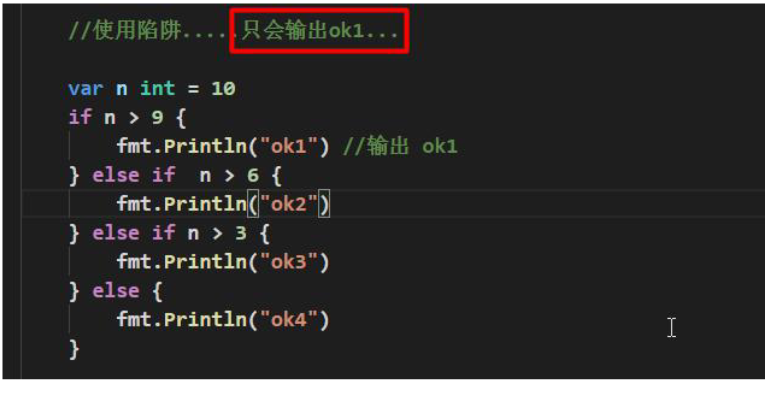 //使用陷阱.....只会输出ok1...
var n int = 10
if n > 9 {
fmt.Println("ok1") //输出 ok1
} else if  n > 6 {
fmt.Println("ok2")
} else if n > 3 {
fmt.Println("ok3")
} else {
fmt.Println("ok4")
}